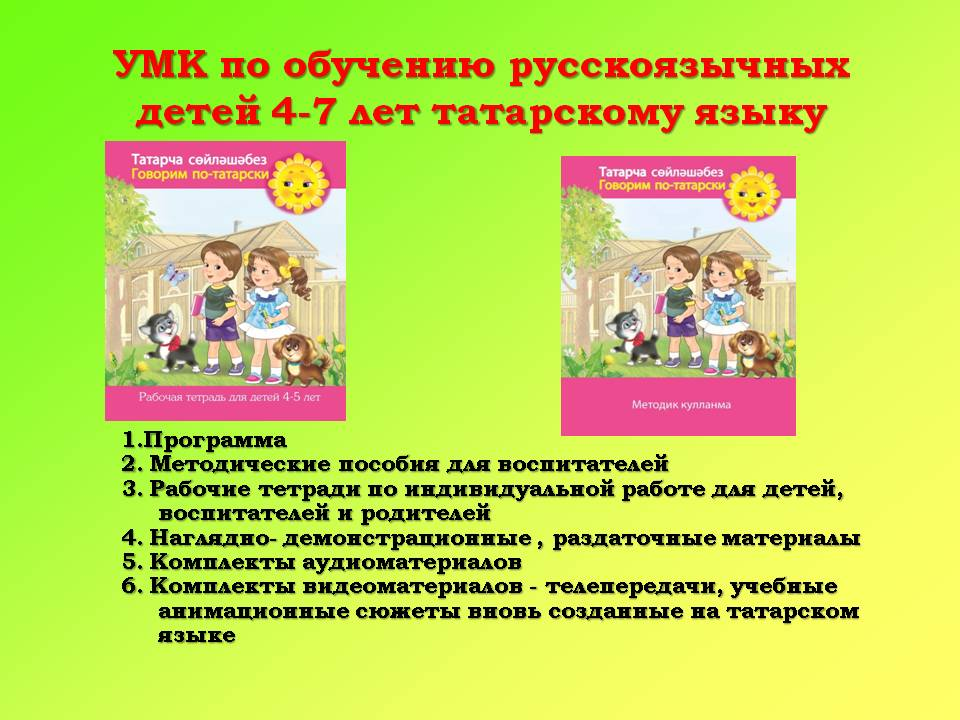 УМК по обучению русскоязычных
детей 4-7 лет татарскому языку
Татарча сөйләшәбез
Говорим по-татарски
Рабочая тетрадь для детей 4-5 лет
Татарча сөйләшәбез
Говорим по-татарски
Методик кулланма
1.Программа
2. Методические пособия для воспитателей
3. Рабочие тетради по индивидуальной работе для детей,
воспитателей и родителей
4. Наглядно- демонстрационные , раздаточные материалы
5. Комплекты аудиоматериалов
6. Комплекты видеоматериалов - телепередачи, учебные
анимационные сюжеты вновь созданные на татарском
языке